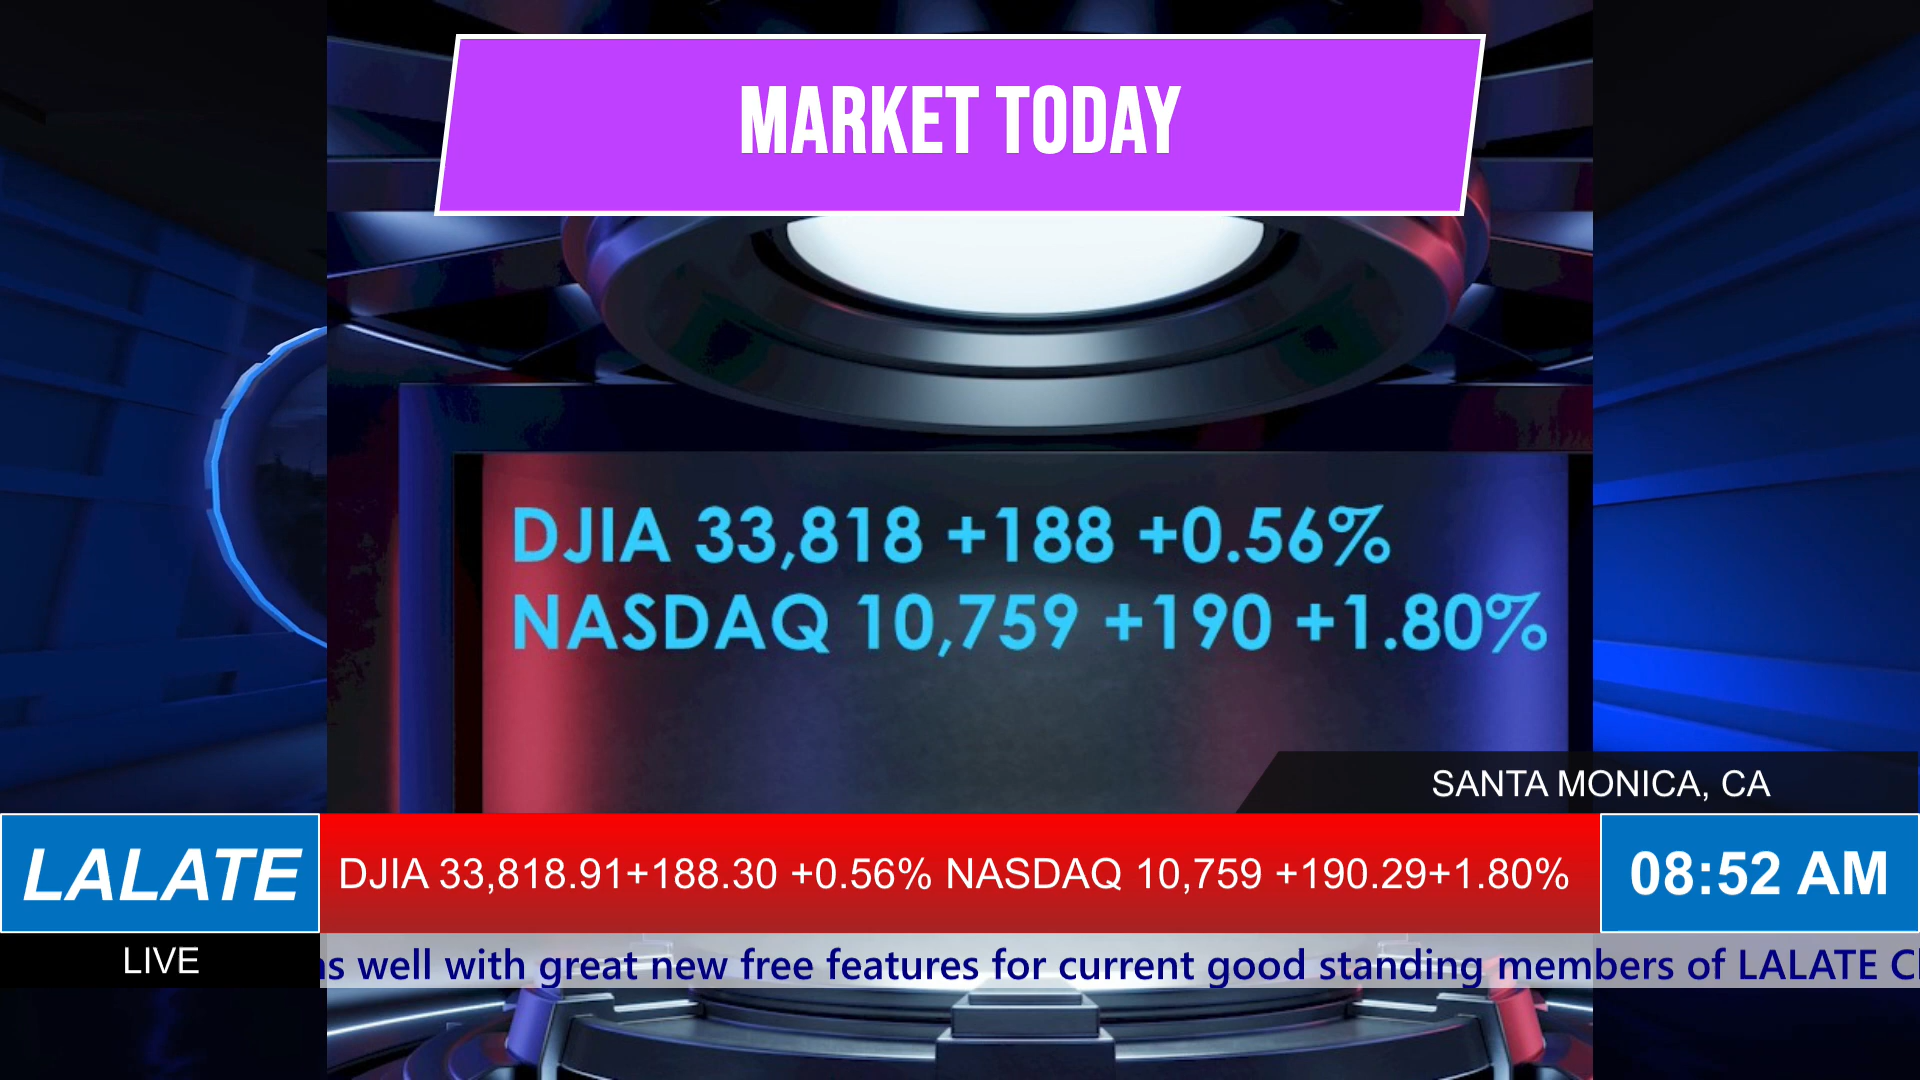 MARKET TODAY
DJIA 33,818 +188 +0.56%
NASDAQ 10,759 +190 +1.80%
SANTA MONICA, CA
LALATE
DJIA 33,818.91+188.30 +0.56% NASDAQ 10,759 +190.29+1.80%
08:52 AM
LIVE
well with great new free features for current good standing members of LALATE